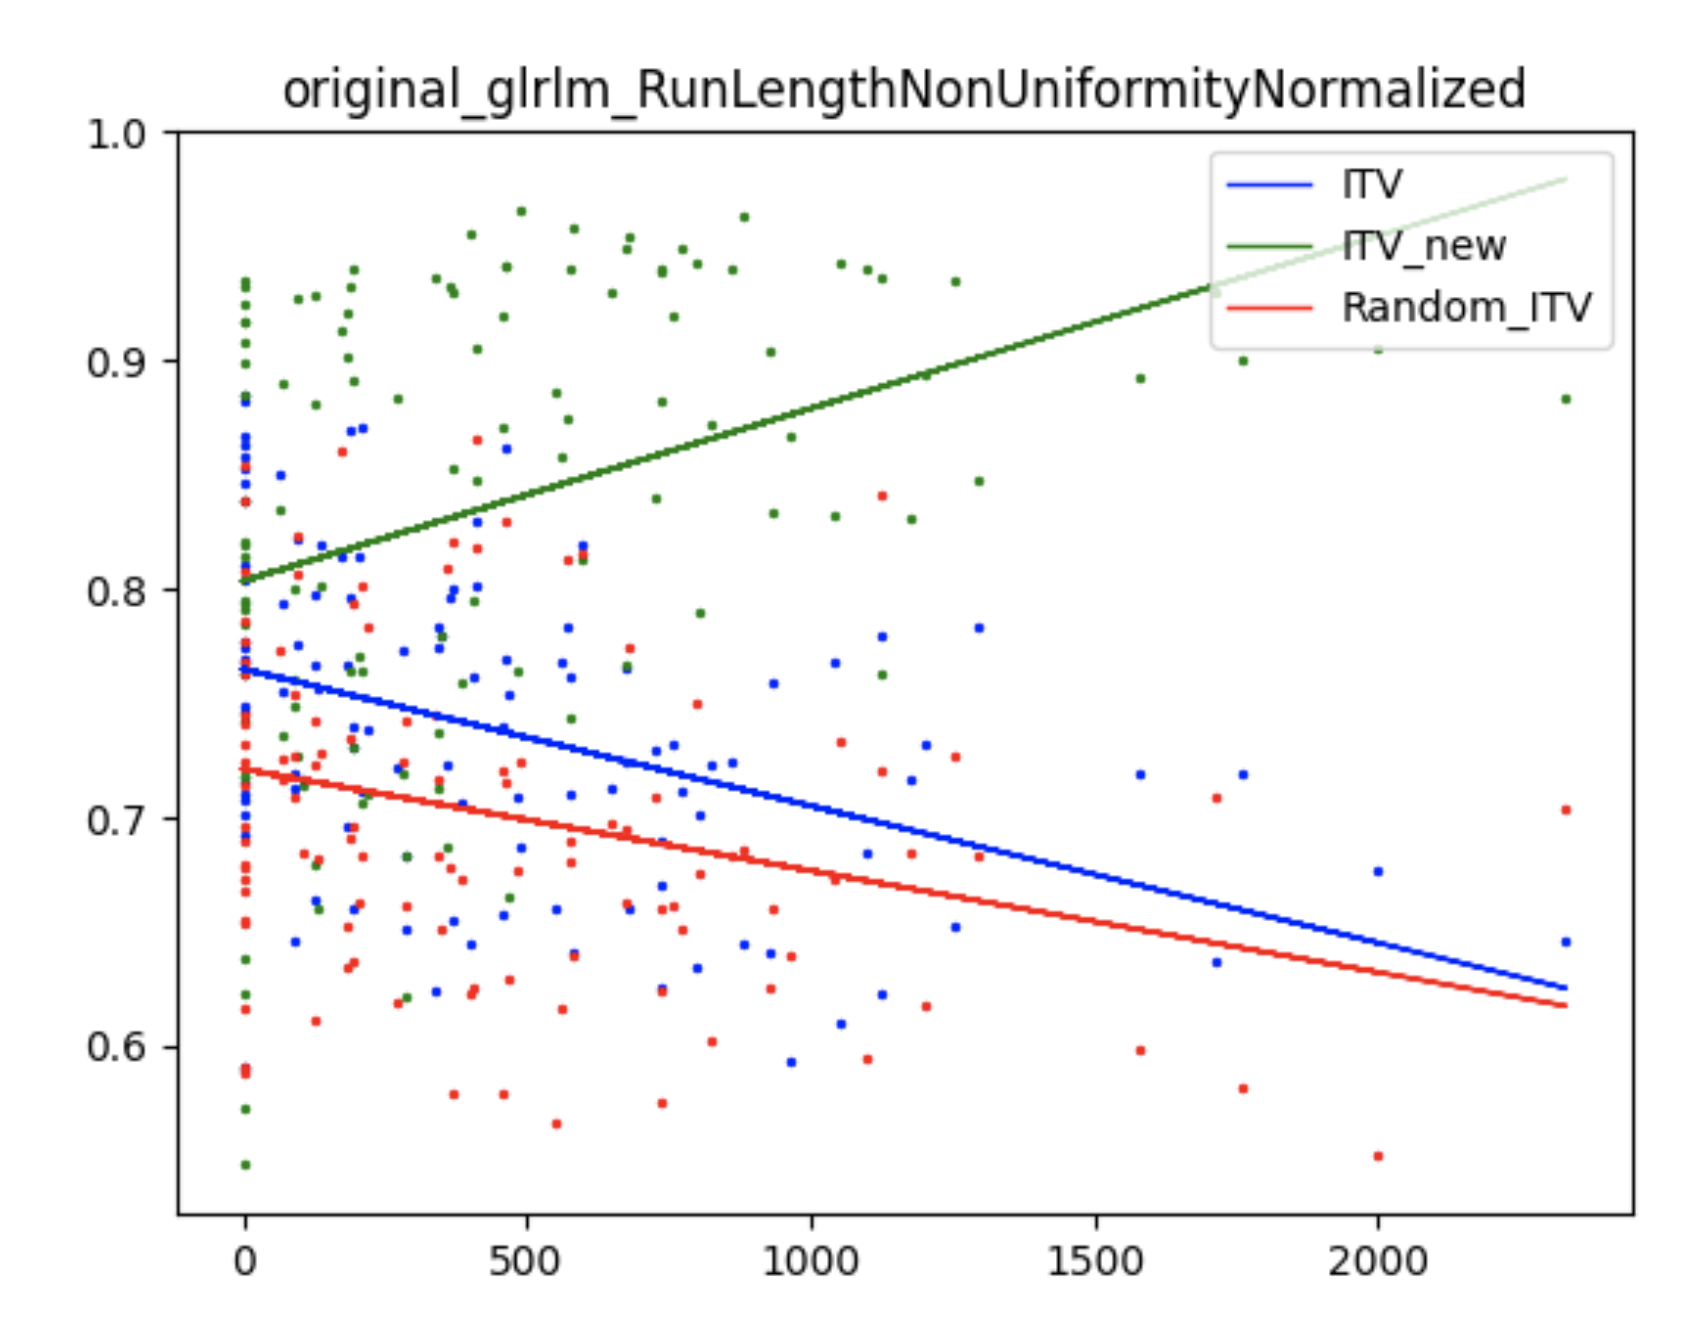 original_glrlm_RunLengthNonUniformityNormalized
1.0
0.9
0.8
0.7
0.6
ITV
ITV_new
Random_ITV
0 500 1000 1500 2000